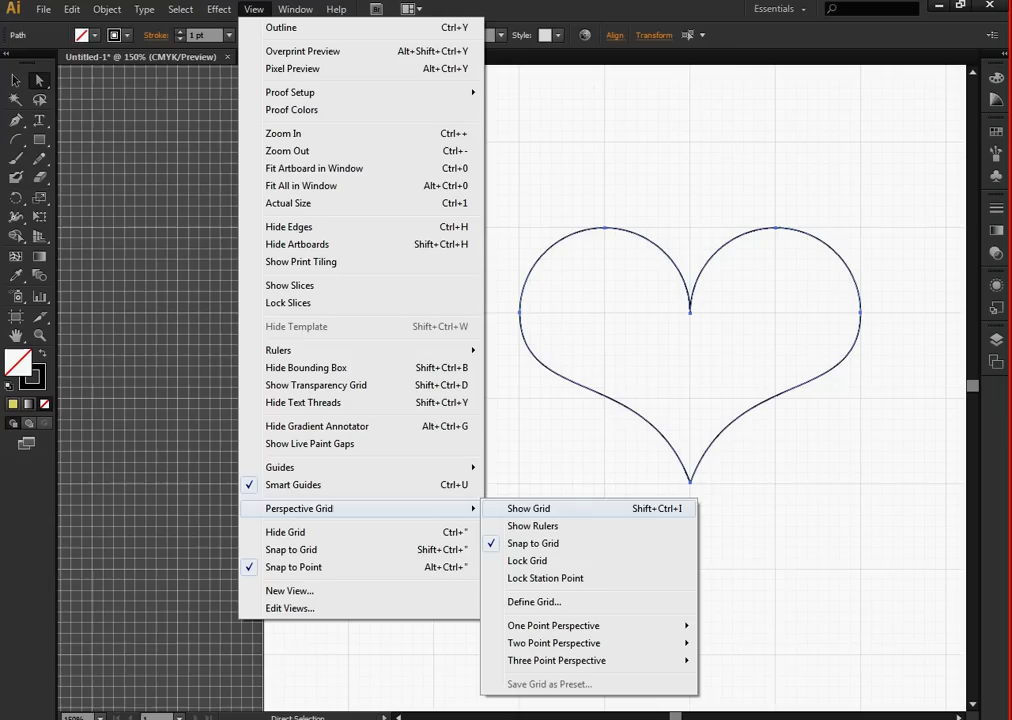 Ai File Edit Object Type Select Effect View Window Help Br Essentials
Path Stroke: 1 pt Style: Align Transform
Untitled-1* @ 150% (CMYK/Preview) ×
Outline Ctrl+Y
Overprint Preview Alt+Shift+Ctrl+Y
Pixel Preview Alt+Ctrl+Y
Proof Setup
Proof Colors
Zoom In Ctrl++
Zoom Out Ctrl+-
Fit Artboard in Window Ctrl+0
Fit All in Window Alt+Ctrl+0
Actual Size Ctrl+1
Hide Edges Ctrl+H
Hide Artboards Shift+Ctrl+H
Show Print Tiling
Show Slices
Lock Slices
Hide Template Shift+Ctrl+W
Rulers
Hide Bounding Box Shift+Ctrl+B
Show Transparency Grid Shift+Ctrl+D
Hide Text Threads Shift+Ctrl+Y
Hide Gradient Annotator Alt+Ctrl+G
Show Live Paint Gaps
Guides
Smart Guides Ctrl+U
Perspective Grid
Hide Grid Ctrl+"
Snap to Grid Shift+Ctrl+"
Snap to Point Alt+Ctrl+"
New View...
Edit Views...
Show Grid Shift+Ctrl+I
Show Rulers
Snap to Grid
Lock Grid
Lock Station Point
Define Grid...
One Point Perspective
Two Point Perspective
Three Point Perspective
Save Grid as Preset...
150% 1 Direct Selection